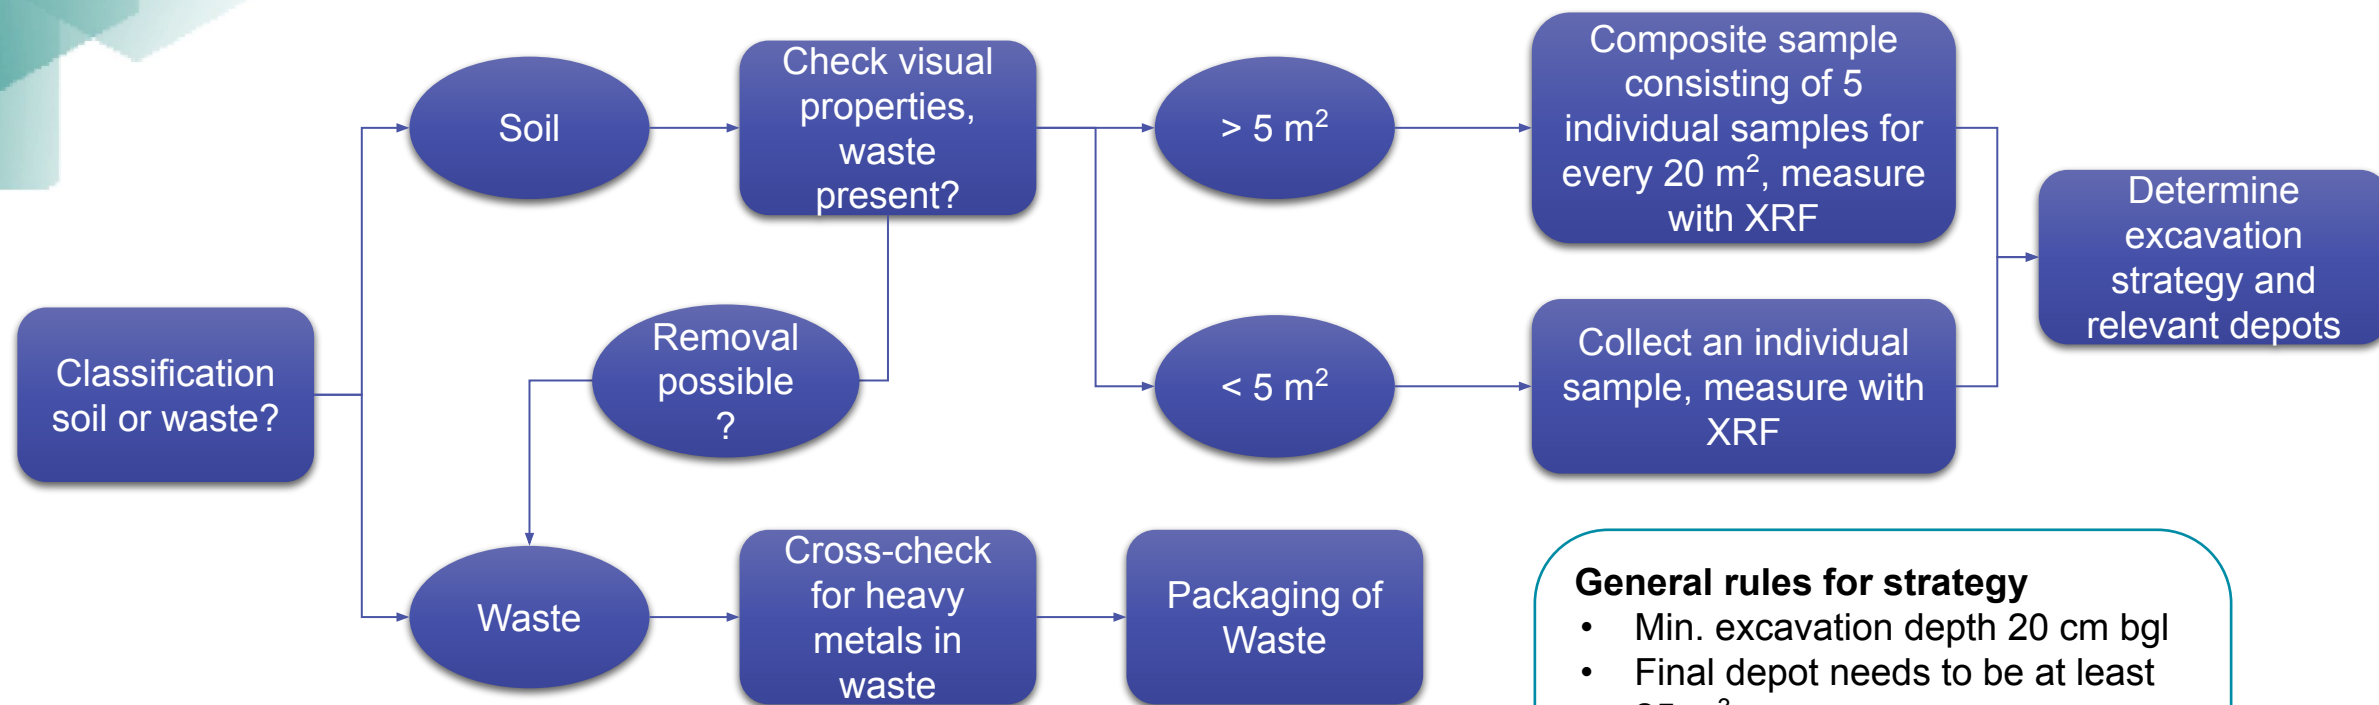 Classification
soil or waste?
Soil
Check visual
properties,
waste
present?
Removal
possible
?
Waste
Cross-check
for heavy
metals in
waste
Packaging of
Waste
> 5 m²
< 5 m²
Composite sample
consisting of 5
individual samples for
every 20 m², measure
with XRF
Collect an individual
sample, measure with
XRF
Determine
excavation
strategy and
relevant depots
General rules for strategy
• Min. excavation depth 20 cm bgl
• Final depot needs to be at least